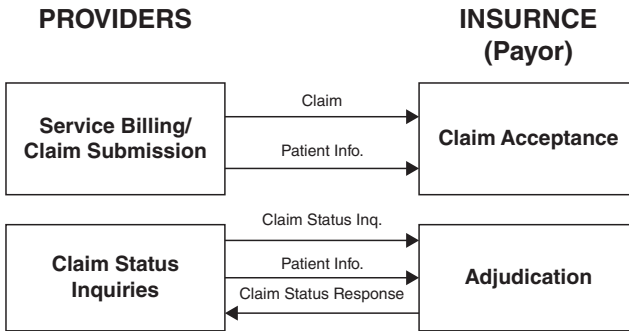 PROVIDERS
INSURNCE
(Payor)
Service Billing/
Claim Submission
Claim
Patient Info.
Claim Acceptance
Claim Status
Inquiries
Claim Status Inq.
Patient Info.
Claim Status Response
Adjudication